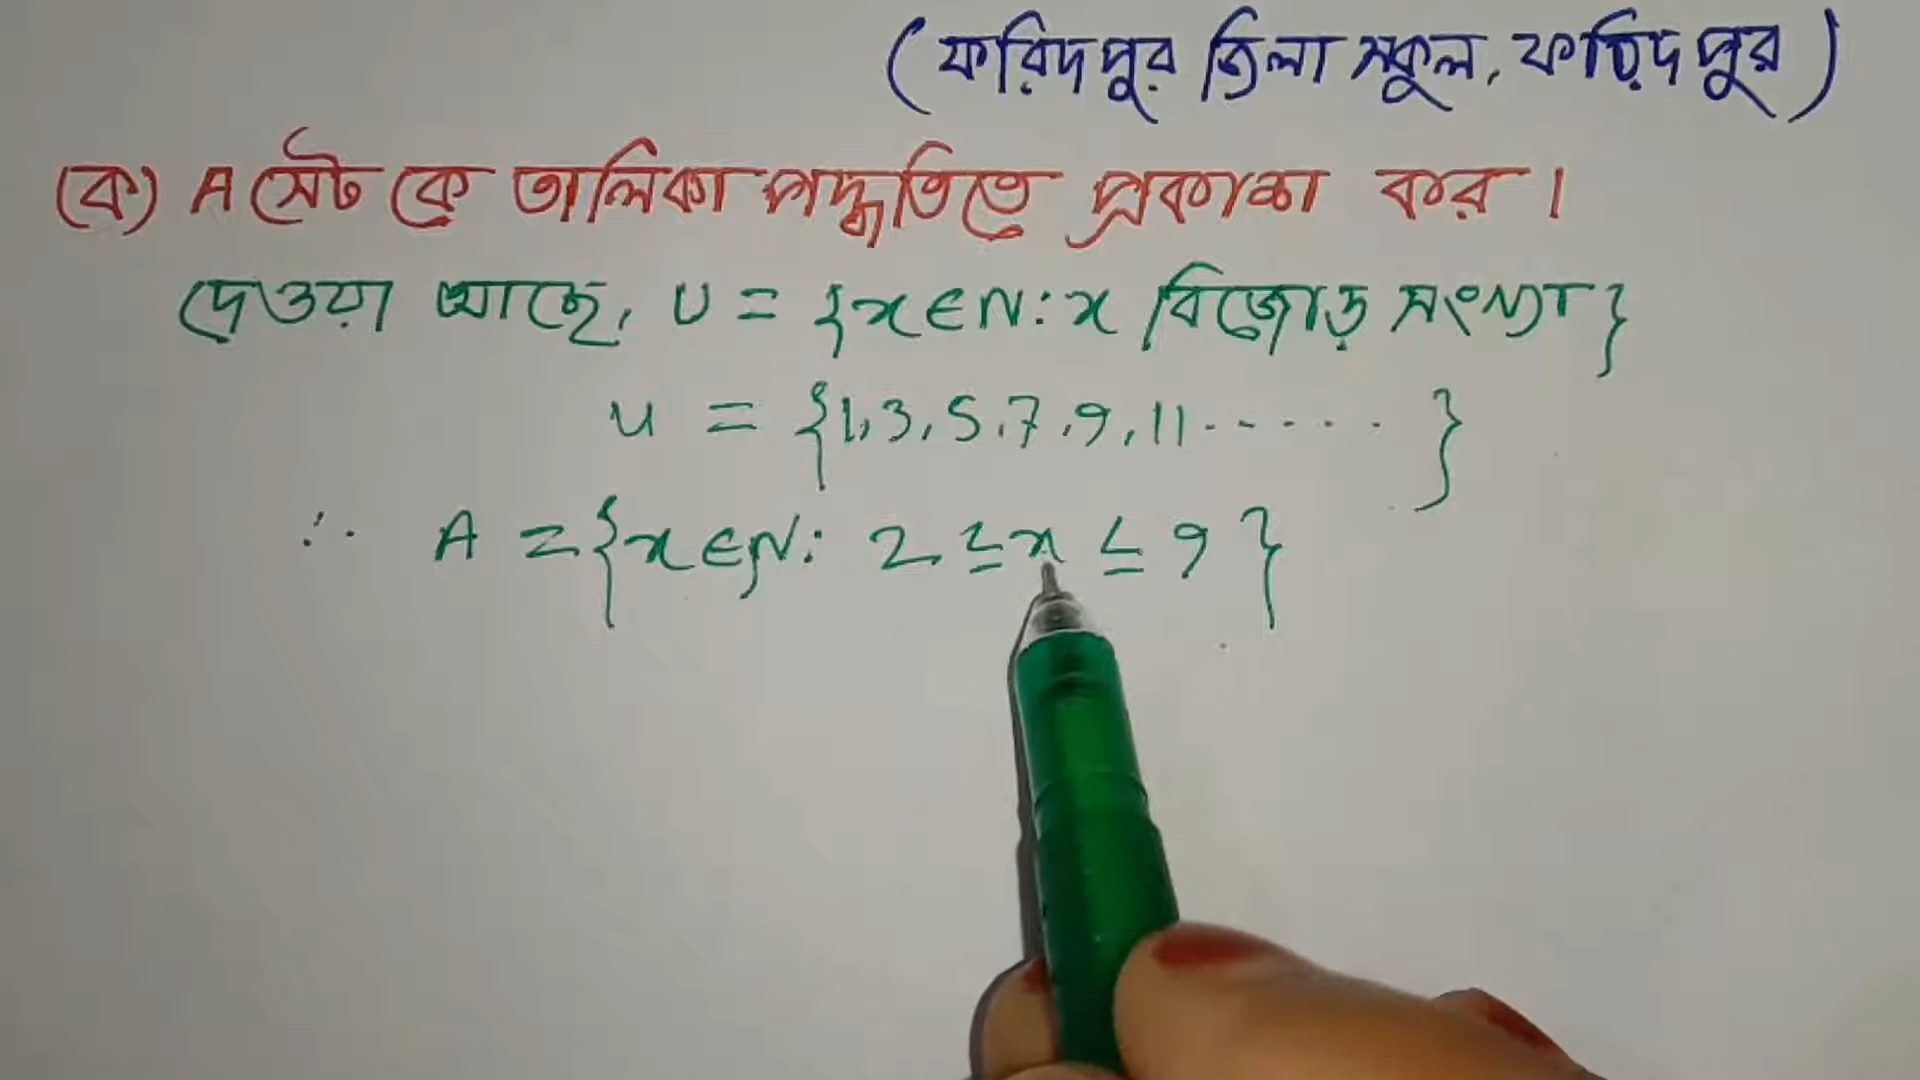 (ফরিদপুর জিলা স্কুল, ফরিদপুর)
(ক) A সেট কে তালিকা পদ্ধতিতে প্রকাশ কর।
দেওয়া আছে, U = {x∈N: x বিজোড় সংখ্যা}
U = {1,3,5,7,9,11......}
∴ A = {x∈N: 2 ≥ x ≤ 9}